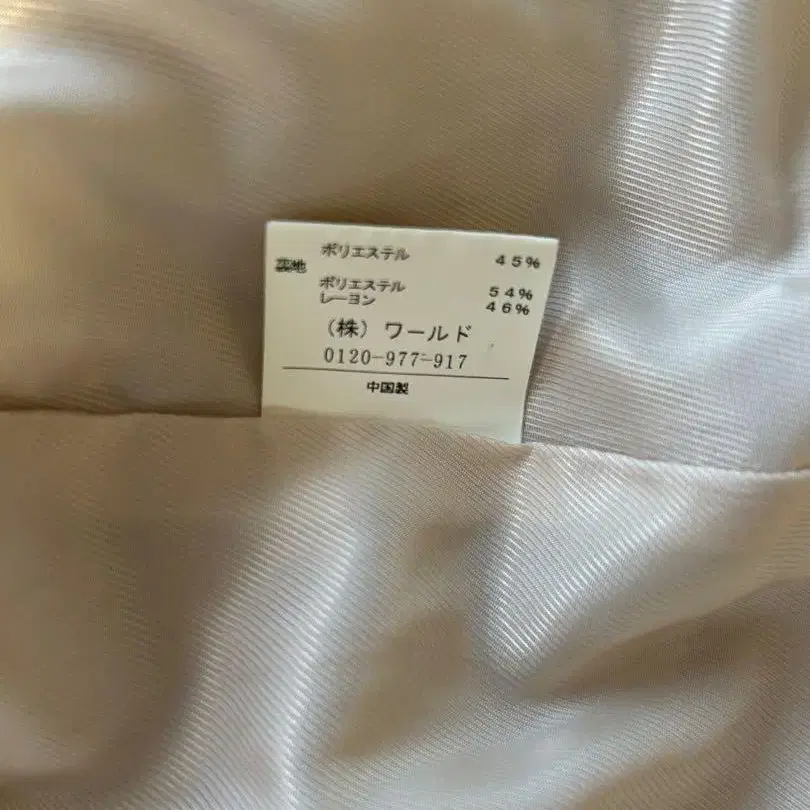 ポリエステル 45%
裏地
ポリエステル 54%
レーヨン 46%
(株) ワールド
0120-977-917
中国製